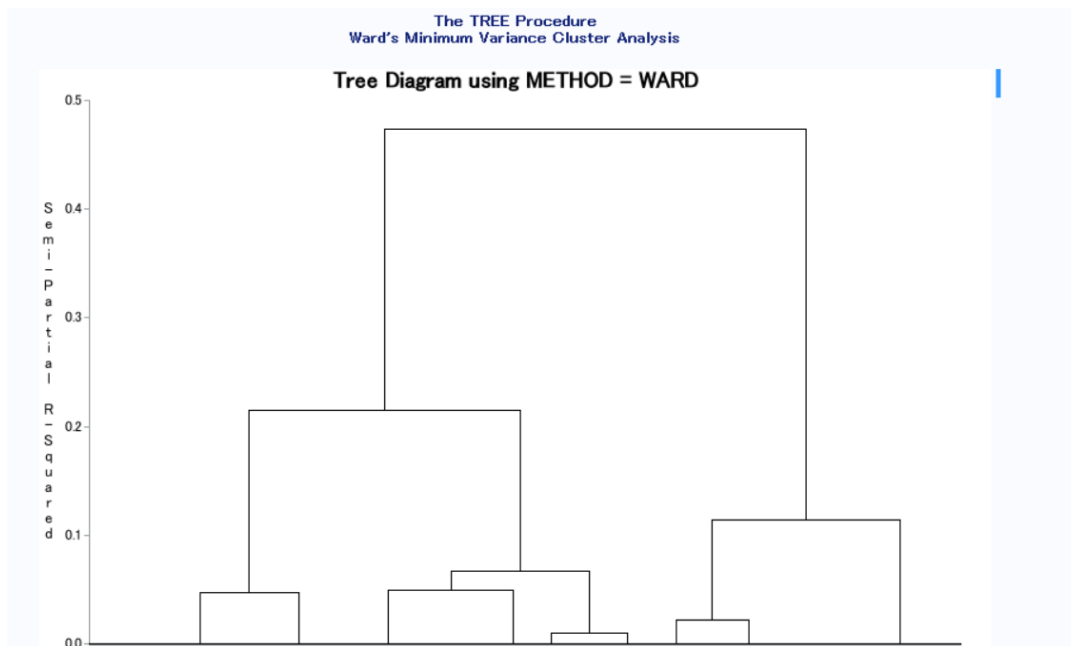 The TREE Procedure
Ward's Minimum Variance Cluster Analysis
Tree Diagram using METHOD = WARD
0.5
0.4
0.3
0.2
0.1
0.0
Semi-Partial R-Squared